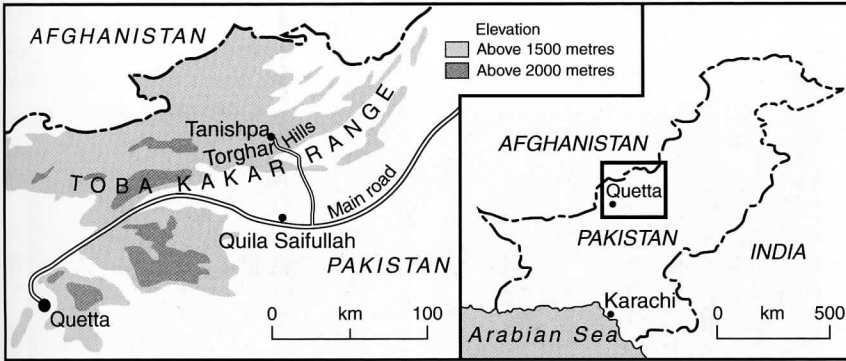 AFGHANISTAN
Elevation
Above 1500 metres
Above 2000 metres
Tanishpa
Torghar Hills
TOBA KAKAR RANGE
Main road
Quila Saifullah
PAKISTAN
Quetta
0 km 100
AFGHANISTAN
Quetta
PAKISTAN
INDIA
Karachi
0 km 500
Arabian Sea